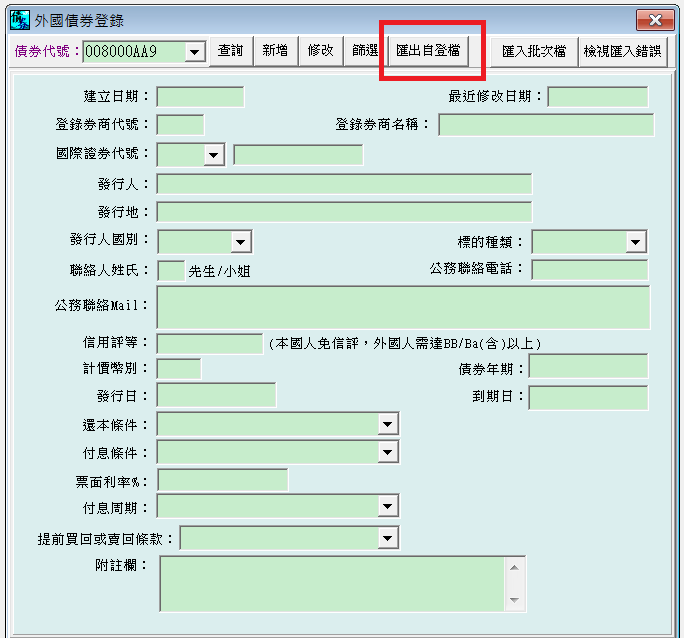 外國債券登錄
債券代號： 008000AA9 查詢 新增 修改 篩選 匯出自登檔 匯入批次檔 檢視匯入錯誤
建立日期： 最近修改日期：
登錄券商代號： 登錄券商名稱：
國際證券代號：
發行人：
發行地：
發行人國別： 標的種類：
聯絡人姓氏： 先生/小姐 公務聯絡電話：
公務聯絡Mail：
信用評等： (本國人免信評，外國人需達BB/Ba(含)以上)
計價幣別： 債券年期：
發行日： 到期日：
還本條件：
付息條件：
票面利率%：
付息周期：
提前買回或賣回條款：
附註欄：